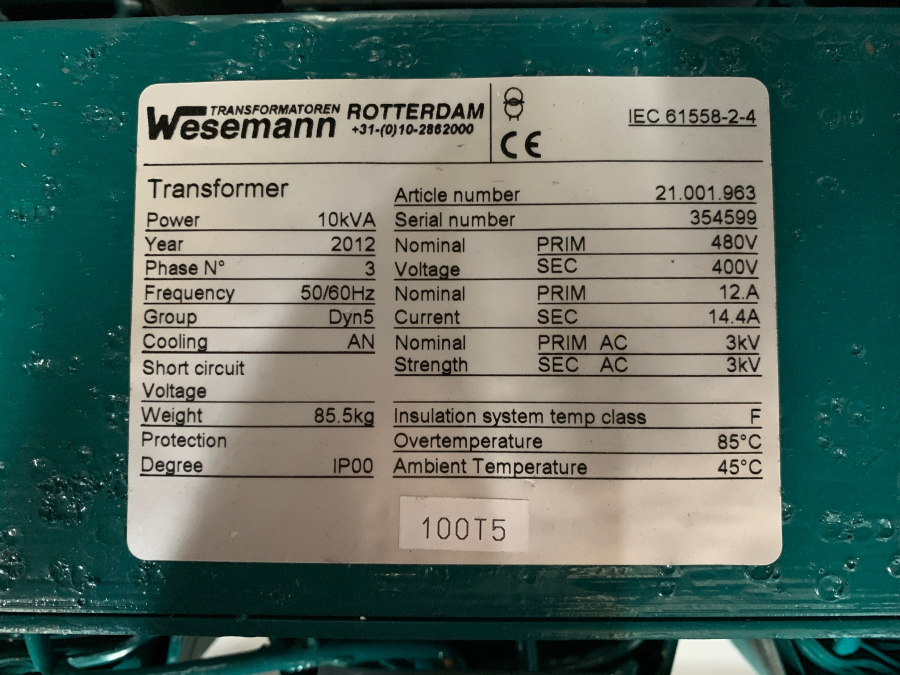 TRANSFORMATOREN ROTTERDAM
Wesemann +31-(0)10-2862000
CE
IEC 61558-2-4
Transformer
Power 10kVA
Year 2012
Phase N° 3
Frequency 50/60Hz
Group Dyn5
Cooling AN
Short circuit
Voltage
Weight 85.5kg
Protection
Degree IP00
Article number 21.001.963
Serial number 354599
Nominal PRIM 480V
Voltage SEC 400V
Nominal PRIM 12.A
Current SEC 14.4A
Nominal PRIM AC 3kV
Strength SEC AC 3kV
Insulation system temp class F
Overtemperature 85°C
Ambient Temperature 45°C
100T5